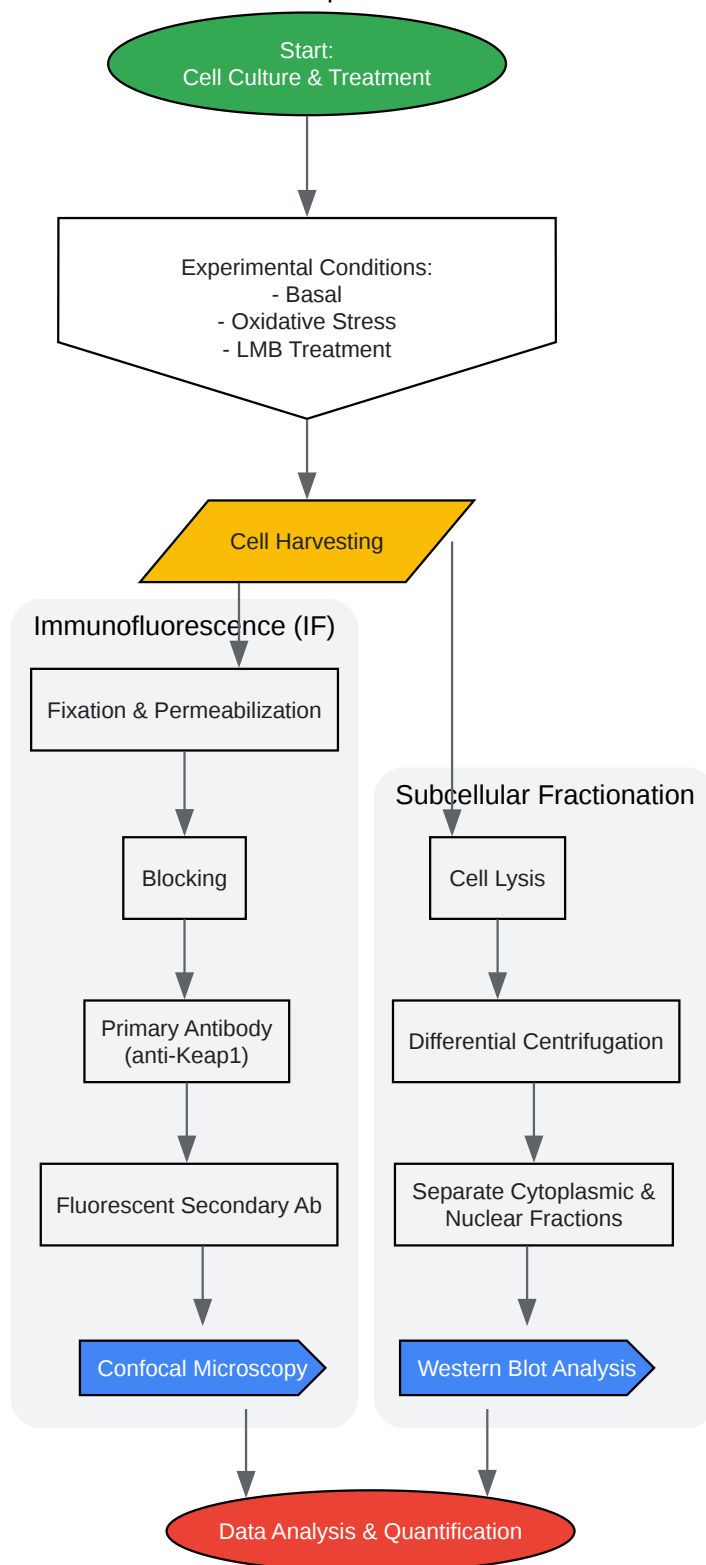 Start:
Cell Culture & Treatment
Experimental Conditions:
- Basal
- Oxidative Stress
- LMB Treatment
Cell Harvesting
Immunofluorescence (IF)
Fixation & Permeabilization
Blocking
Primary Antibody
(anti-Keap1)
Fluorescent Secondary Ab
Confocal Microscopy
Subcellular Fractionation
Cell Lysis
Differential Centrifugation
Separate Cytoplasmic &
Nuclear Fractions
Western Blot Analysis
Data Analysis & Quantification